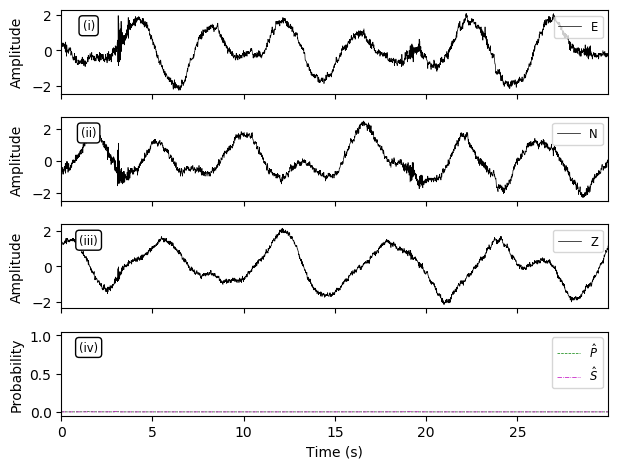 (i)
E
Amplitude
2
0
−2
(ii)
N
Amplitude
2
0
−2
(iii)
Z
Amplitude
2
0
−2
(iv)
P̂
Ŝ
Probability
1.0
0.5
0.0
0 5 10 15 20 25
Time (s)